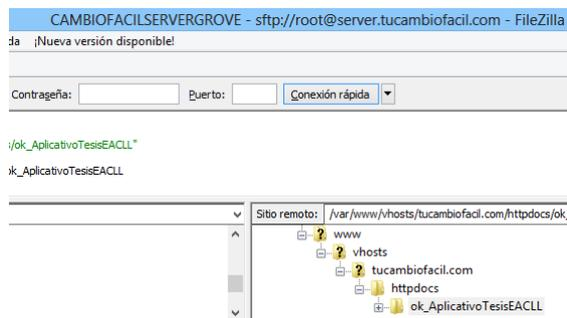 CAMBIOFACILSERVERGROVE - sftp://root@server.tucambiofacil.com - FileZilla
da ¡Nueva versión disponible!
Contraseña: Puerto: Conexión rápida
s/ok_AplicativoTesisEACLL"
ok_AplicativoTesisEACLL
Sitio remoto: /var/www/vhosts/tucambiofacil.com/httpdocs/ok_
? www
? vhosts
? tucambiofacil.com
httpdocs
ok_AplicativoTesisEACLL